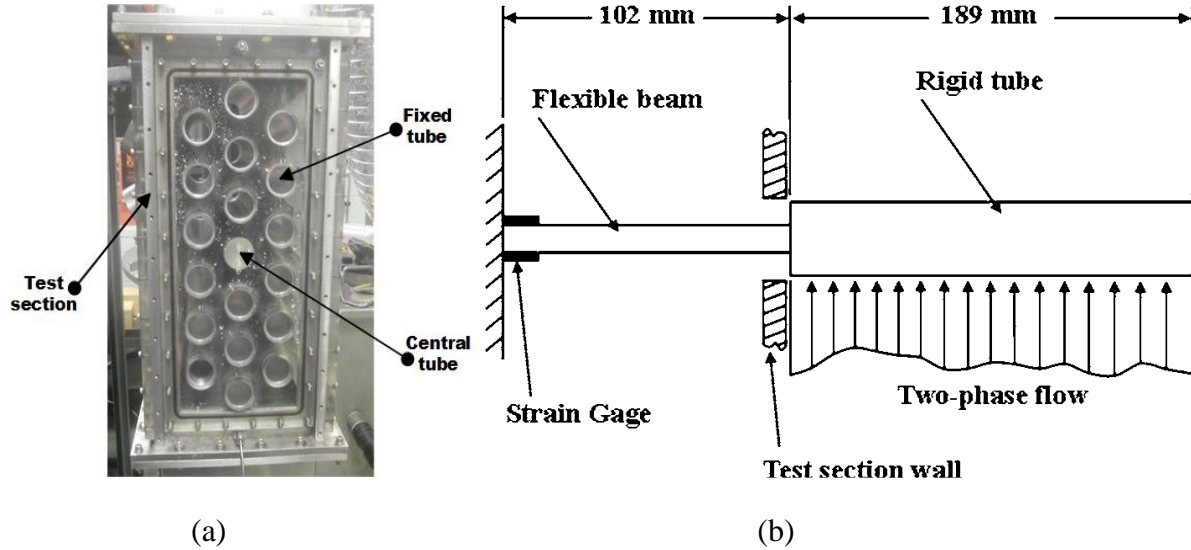 Fixed
tube
Test
section
Central
tube
(a)
102 mm
189 mm
Flexible beam
Rigid tube
Strain Gage
Two-phase flow
Test section wall
(b)